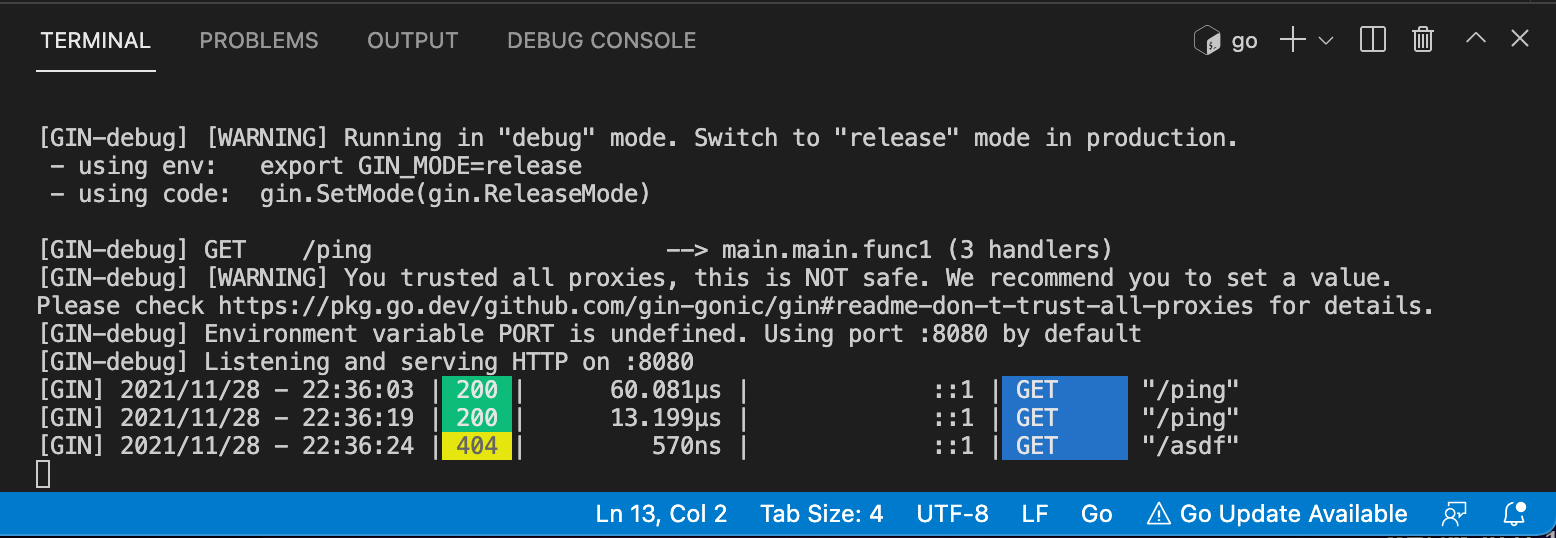 TERMINAL PROBLEMS OUTPUT DEBUG CONSOLE go
[GIN-debug] [WARNING] Running in "debug" mode. Switch to "release" mode in production.
- using env: export GIN_MODE=release
- using code: gin.SetMode(gin.ReleaseMode)
[GIN-debug] GET /ping --> main.main.func1 (3 handlers)
[GIN-debug] [WARNING] You trusted all proxies, this is NOT safe. We recommend you to set a value.
Please check https://pkg.go.dev/github.com/gin-gonic/gin#readme-don-t-trust-all-proxies for details.
[GIN-debug] Environment variable PORT is undefined. Using port :8080 by default
[GIN-debug] Listening and serving HTTP on :8080
[GIN] 2021/11/28 - 22:36:03 | 200 | 60.081µs | ::1 | GET "/ping"
[GIN] 2021/11/28 - 22:36:19 | 200 | 13.199µs | ::1 | GET "/ping"
[GIN] 2021/11/28 - 22:36:24 | 404 | 570ns | ::1 | GET "/asdf"
Ln 13, Col 2 Tab Size: 4 UTF-8 LF Go Go Update Available